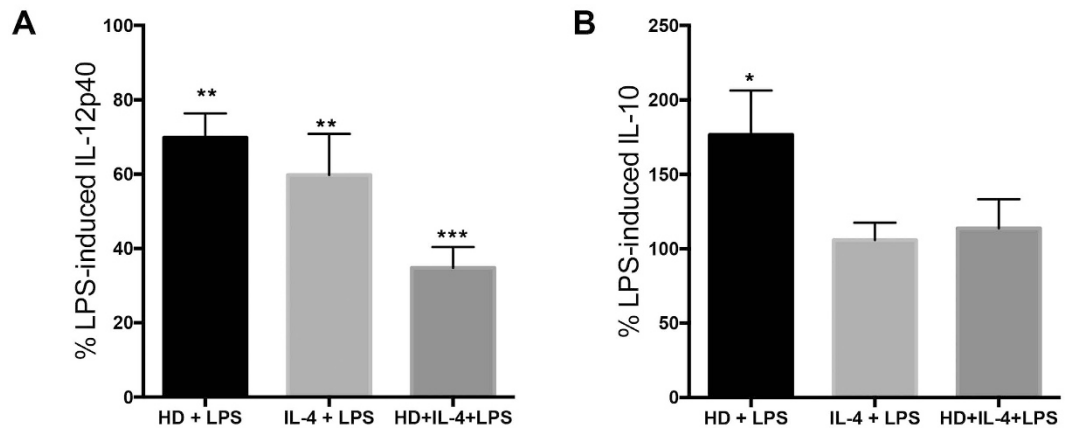 A
% LPS-induced IL-12p40
100
80
60
40
20
0
**
**
***
HD + LPS
IL-4 + LPS
HD+IL-4+LPS
B
% LPS-induced IL-10
250
200
150
100
50
0
*
HD + LPS
IL-4 + LPS
HD+IL-4+LPS